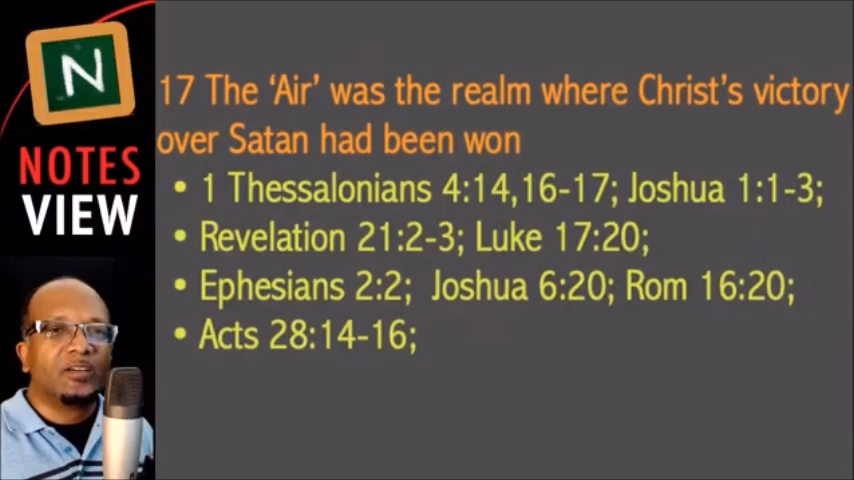 N
NOTES
VIEW
17 The ‘Air’ was the realm where Christ’s victory
over Satan had been won
• 1 Thessalonians 4:14,16-17; Joshua 1:1-3;
• Revelation 21:2-3; Luke 17:20;
• Ephesians 2:2;  Joshua 6:20; Rom 16:20;
• Acts 28:14-16;